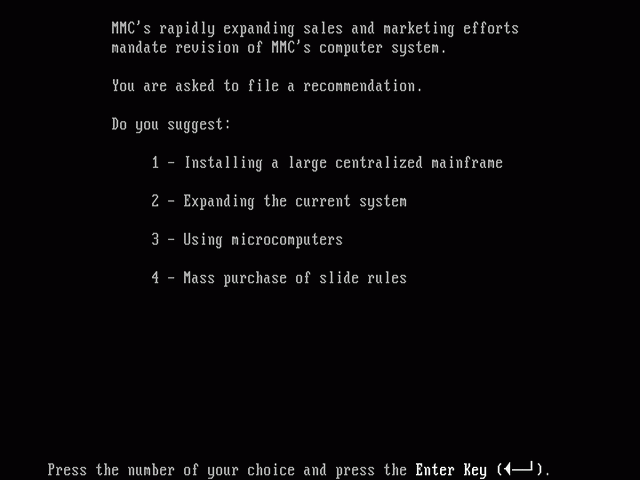 MMC's rapidly expanding sales and marketing efforts
mandate revision of MMC's computer system.
You are asked to file a recommendation.
Do you suggest:
1 - Installing a large centralized mainframe
2 - Expanding the current system
3 - Using microcomputers
4 - Mass purchase of slide rules
Press the number of your choice and press the Enter Key (◄─┘).